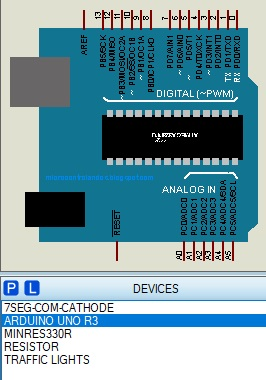 AREF
13
12
11
10
9
8
7
6
5
4
3
2
1
0
PB5/SCK
PB4/MISO
~PB3/MOSI/OC2A
~ PB2/SS/OC1B
~ PB1/OC1A
PB0/ICP1/CLKO
PD7/AIN1
~ PD6/AIN0
~ PD5/T1
PD4/T0/XCK
~ PD3/INT1
PD2/INT0
TX PD1/TXD
RX PD0/RXD
DIGITAL (~PWM)
microcontrollerslab.blogspot.com
ANALOG IN
RESET
PC0/ADC0
PC1/ADC1
PC2/ADC2
PC3/ADC3
PC4/ADC4/SDA
PC5/ADC5/SCL
A0
A1
A2
A3
A4
A5
P L DEVICES
7SEG-COM-CATHODE
ARDUINO UNO R3
MINRES330R
RESISTOR
TRAFFIC LIGHTS